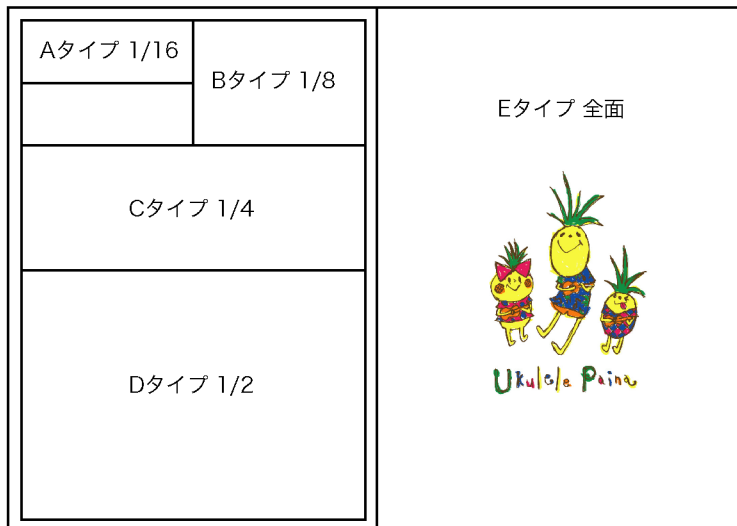 Aタイプ 1/16
Bタイプ 1/8
Cタイプ 1/4
Dタイプ 1/2
Eタイプ 全面
Ukulele Paina